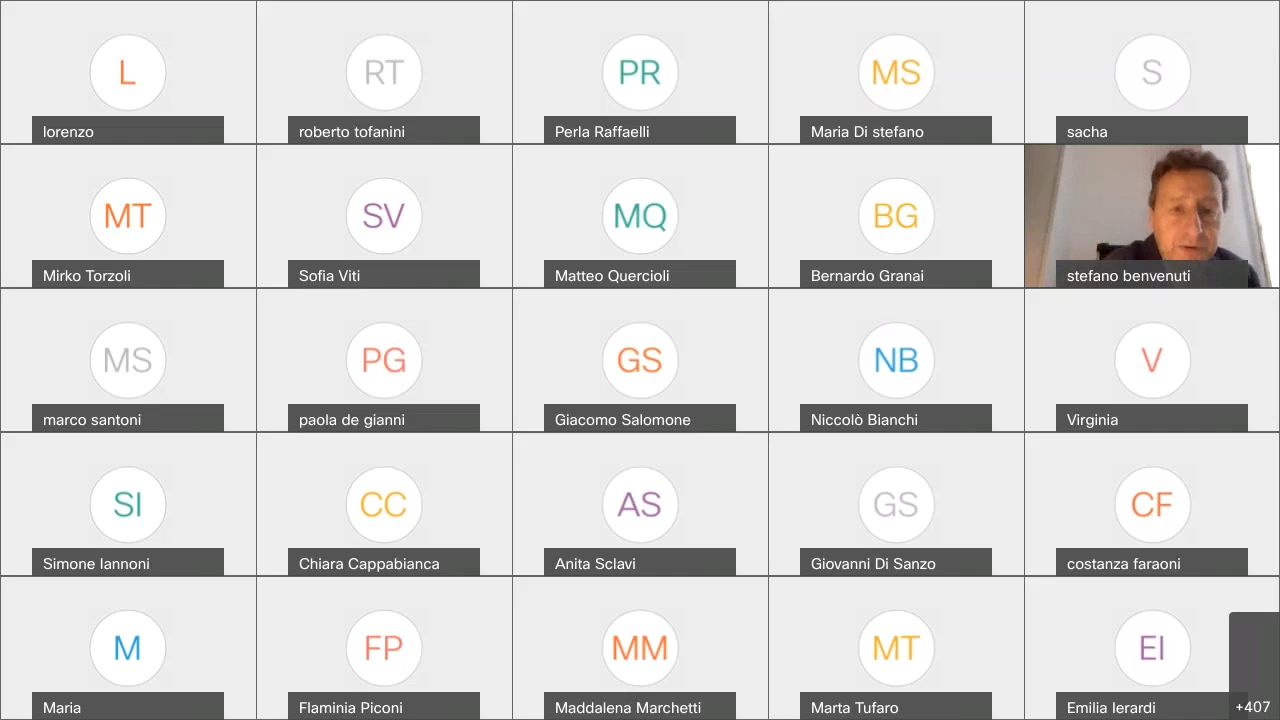 L
lorenzo
RT
roberto tofanini
PR
Perla Raffaelli
MS
Maria Di stefano
S
sacha
MT
Mirko Torzoli
SV
Sofia Viti
MQ
Matteo Quercioli
BG
Bernardo Granai
stefano benvenuti
MS
marco santoni
PG
paola de gianni
GS
Giacomo Salomone
NB
Niccolò Bianchi
V
Virginia
SI
Simone Iannoni
CC
Chiara Cappabianca
AS
Anita Sclavi
GS
Giovanni Di Sanzo
CF
costanza faraoni
M
Maria
FP
Flaminia Piconi
MM
Maddalena Marchetti
MT
Marta Tufaro
EI
Emilia Ierardi
+407